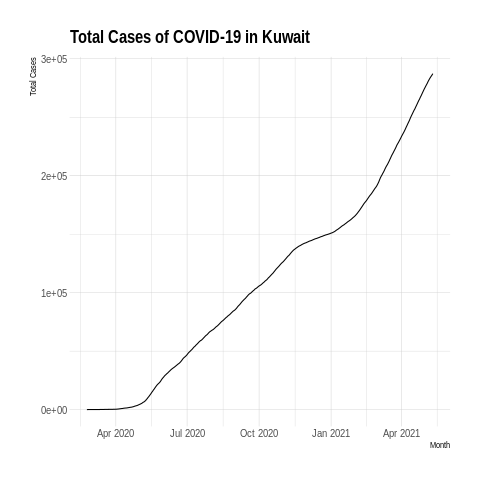 Total Cases of COVID-19 in Kuwait
Total Cases
3e+05
2e+05
1e+05
0e+00
Apr 2020 Jul 2020 Oct 2020 Jan 2021 Apr 2021
Month